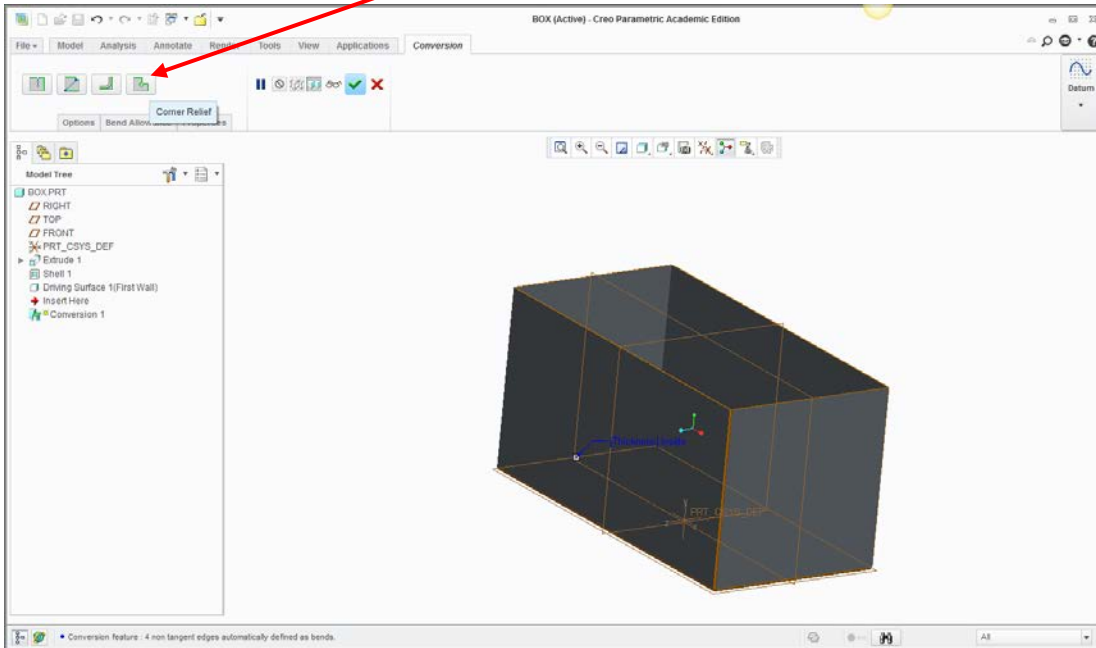 BOX (Active) - Creo Parametric Academic Edition
File Model Analysis Annotate Render Tools View Applications Conversion
Datum
Corner Relief
Options Bend Allowance Properties
Model Tree
BOX.PRT
RIGHT
TOP
FRONT
PRT_CSYS_DEF
Extrude 1
Shell 1
Driving Surface 1(First Wall)
Insert Here
Conversion 1
PRT_CSYS_DEF
Conversion feature : 4 non tangent edges automatically defined as bends.
All